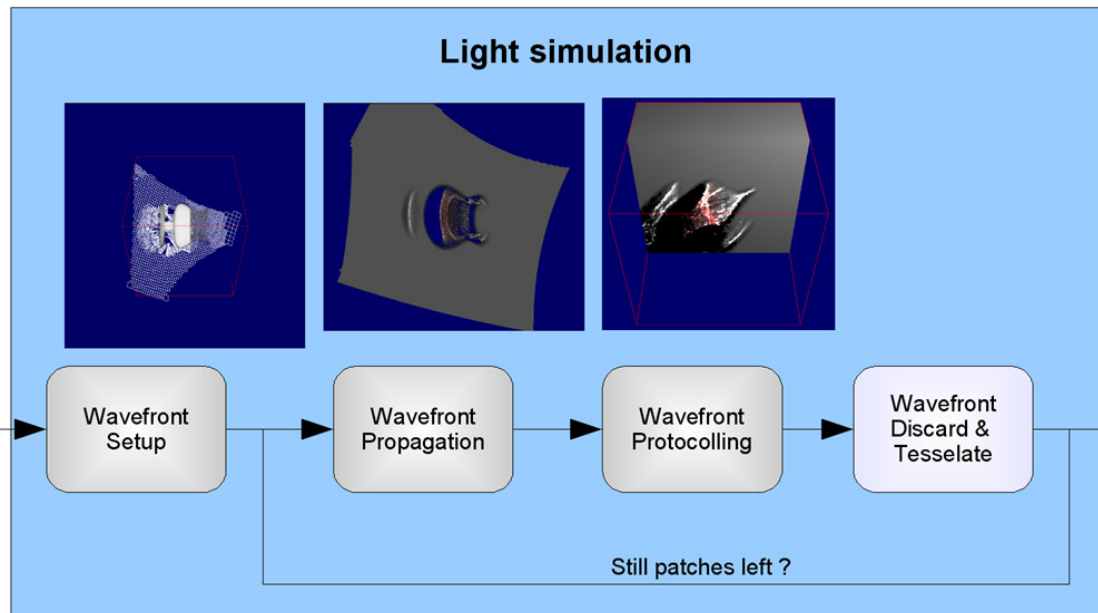 Light simulation
Wavefront
Setup
Wavefront
Propagation
Wavefront
Protocolling
Wavefront
Discard &
Tesselate
Still patches left ?